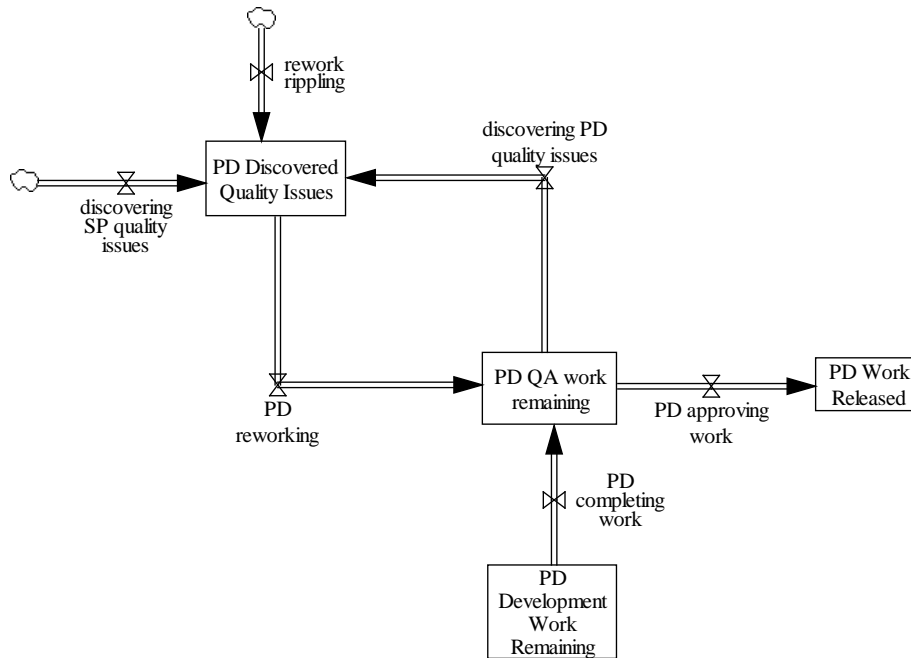 rework
rippling
discovering PD
quality issues
PD Discovered
Quality Issues
discovering
SP quality
issues
PD QA work
remaining
PD Work
Released
PD
reworking
PD approving
work
PD
completing
work
PD
Development
Work
Remaining